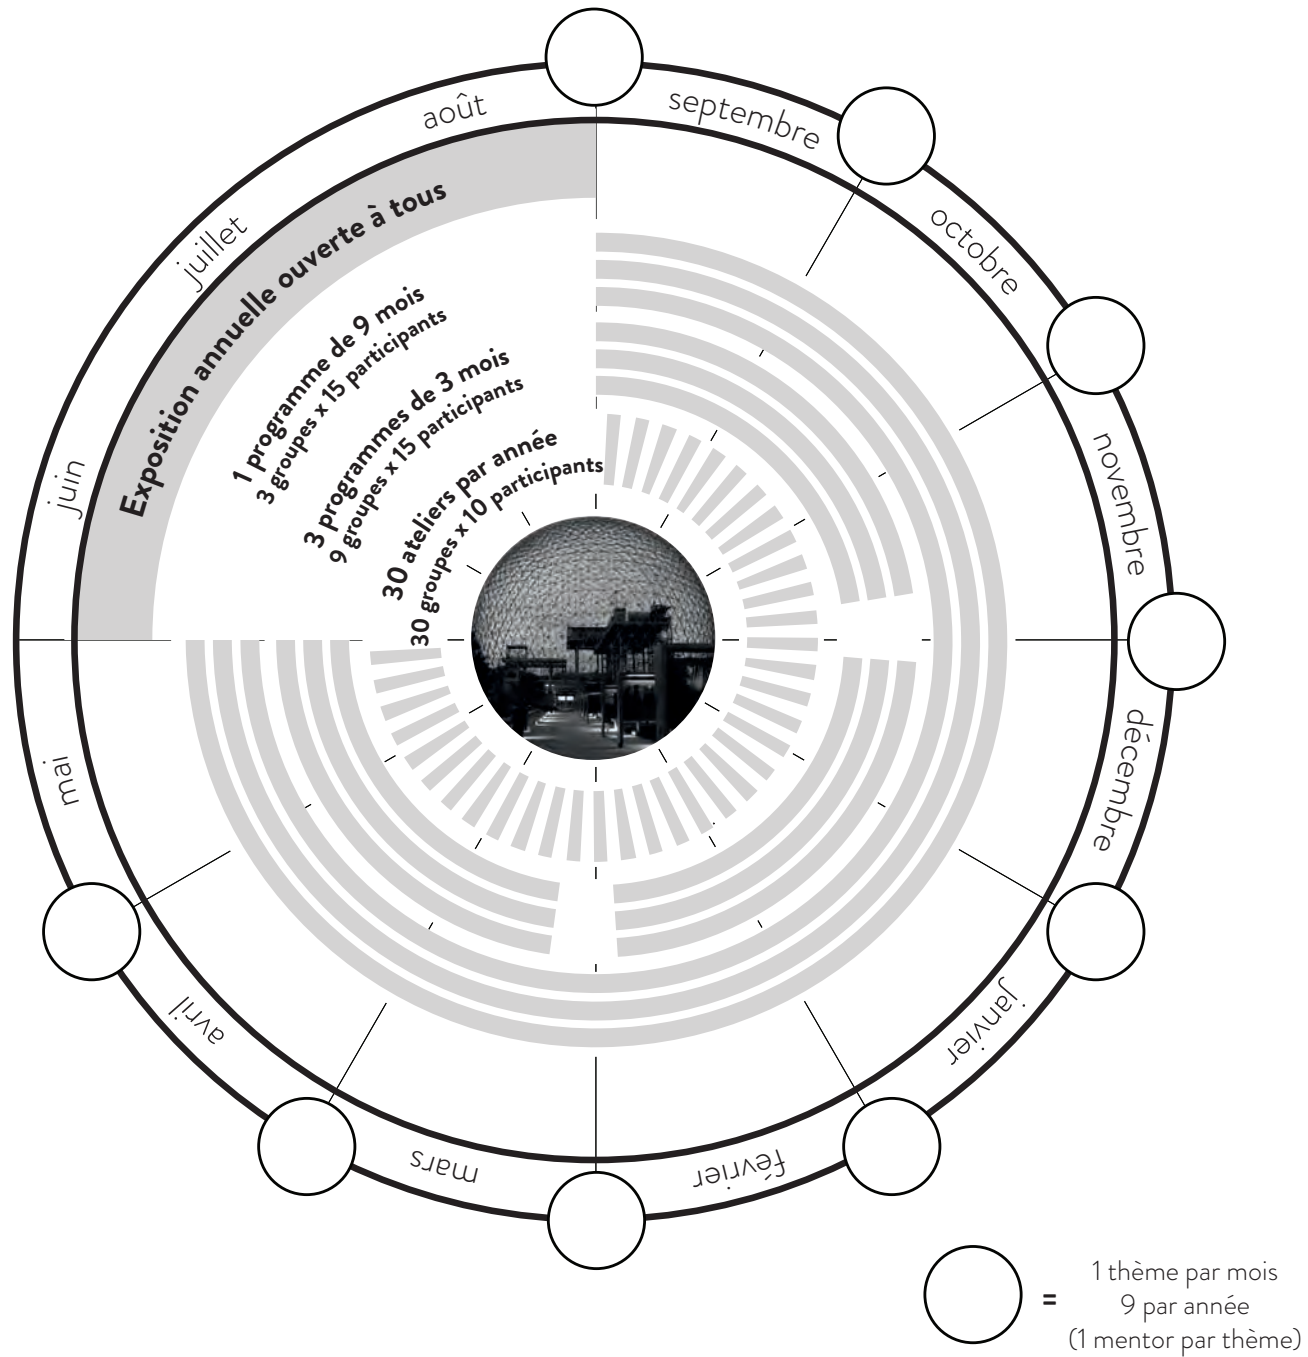 août
septembre
octobre
novembre
décembre
janvier
février
mars
avril
mai
juin
juillet
Exposition annuelle ouverte à tous
1 programme de 9 mois
3 groupes x 15 participants
3 programmes de 3 mois
9 groupes x 15 participants
30 ateliers par année
30 groupes x 10 participants
=
1 thème par mois
9 par année
(1 mentor par thème)